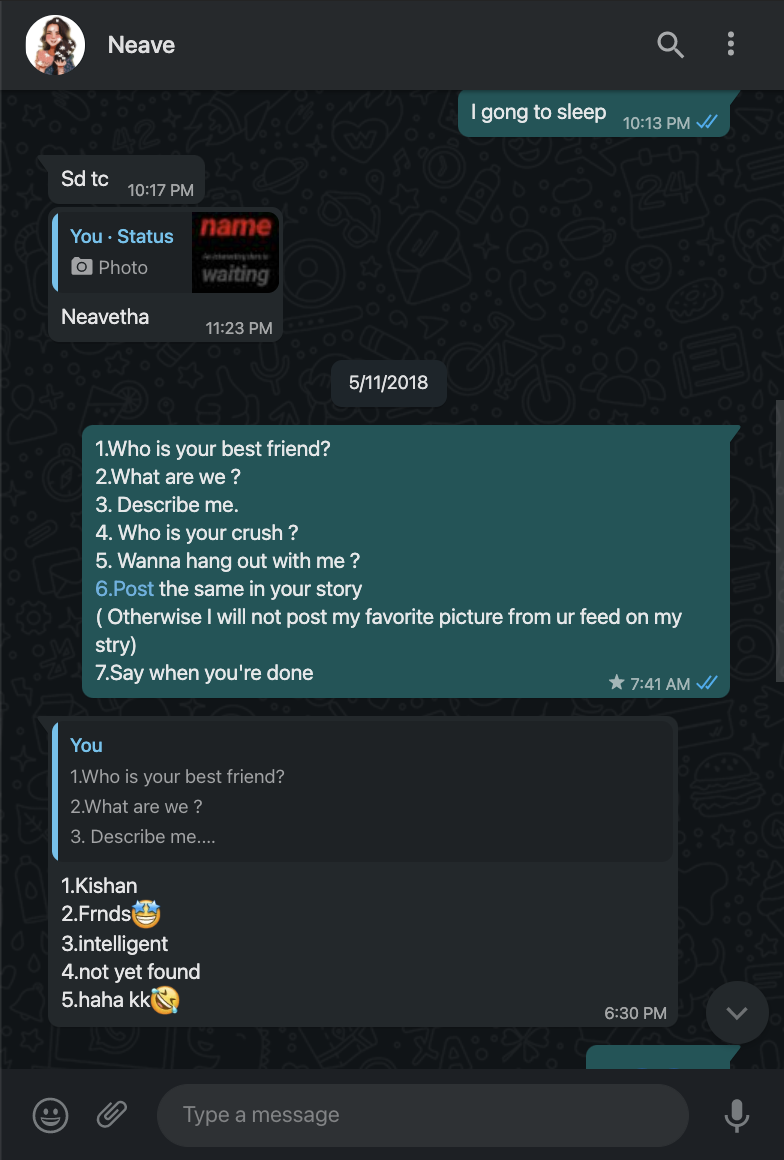 Neave
I gong to sleep
10:13 PM
Sd tc
10:17 PM
You · Status
Photo
name
waiting
Neavetha
11:23 PM
5/11/2018
1.Who is your best friend?
2.What are we ?
3. Describe me.
4. Who is your crush ?
5. Wanna hang out with me ?
6.Post the same in your story
( Otherwise I will not post my favorite picture from ur feed on my
stry)
7.Say when you're done
7:41 AM
You
1.Who is your best friend?
2.What are we ?
3. Describe me....
1.Kishan
2.Frnds🤩
3.intelligent
4.not yet found
5.haha kk🤣
6:30 PM
Type a message